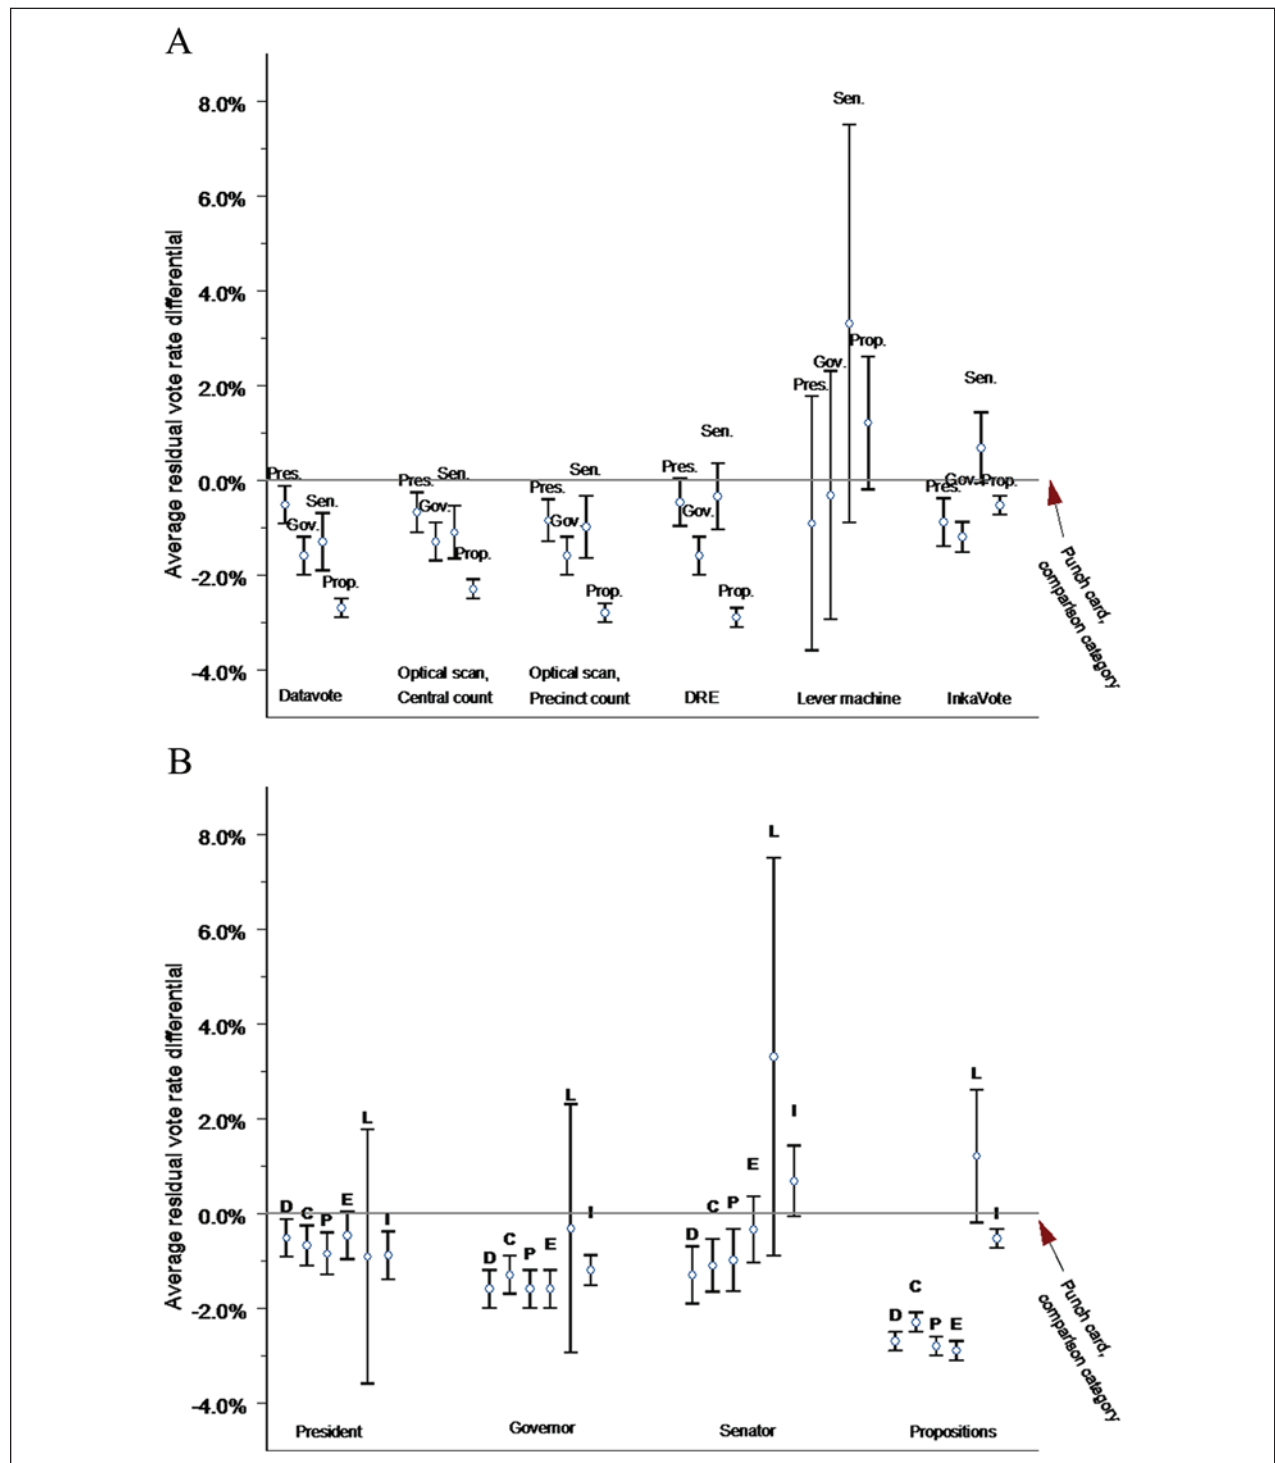 A
Average residual vote rate differential
8.0%
6.0%
4.0%
2.0%
0.0%
-2.0%
-4.0%
Pres.
Gov.
Sen.
Prop.
Pres.
Gov.
Sen.
Prop.
Pres.
Gov.
Sen.
Prop.
Pres.
Gov.
Sen.
Prop.
Pres.
Gov.
Sen.
Prop.
Pres.
Gov.
Sen.
Prop.
Punch card,
comparison catagory
Datavote
Optical scan,
Central count
Optical scan,
Precinct count
DRE
Lever machine
InkaVote
B
Average residual vote rate differential
8.0%
6.0%
4.0%
2.0%
0.0%
-2.0%
-4.0%
D
C
P
E
L
I
D
C
P
E
L
I
D
C
P
E
L
I
D
C
P
E
L
I
Punch card,
comparison catagory
President
Governor
Senator
Propositions